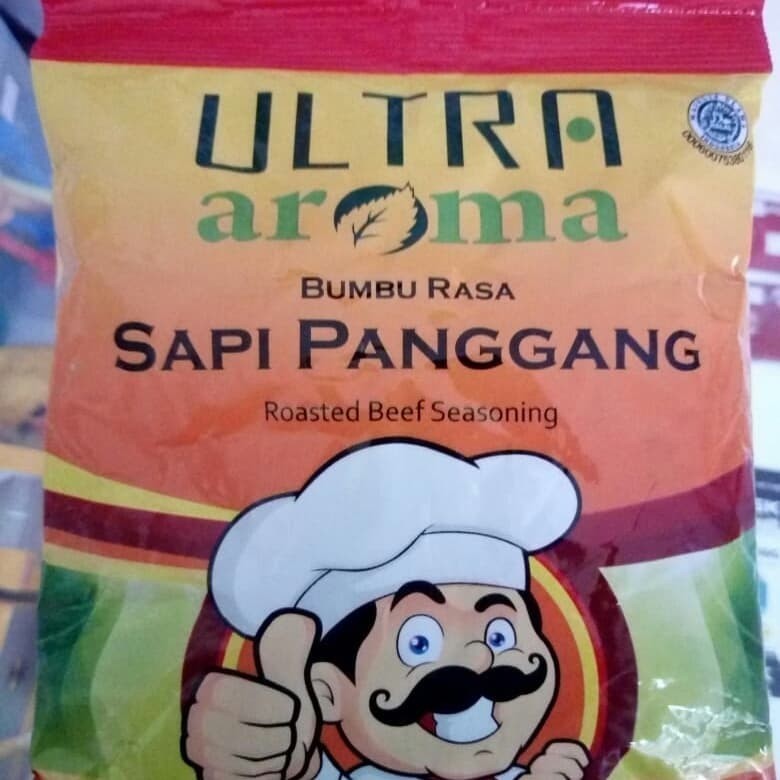 ULTRA
aroma
BUMBU RASA
SAPI PANGGANG
Roasted Beef Seasoning